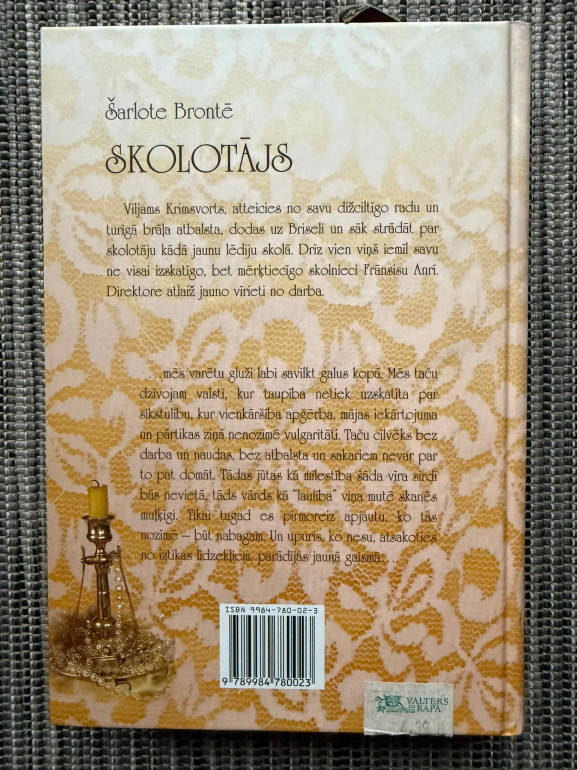 Šarlote Brontē
SKOLOTĀJS
Viljams Krimsvorts, atteicies no savu dižciltīgo radu un
turīgā brāļa atbalsta, dodas uz Briseli un sāk strādāt par
skolotāju kādā jaunu lēdiju skolā. Drīz vien viņš iemīl savu
ne visai izskatīgo, bet mērķtiecīgo skolnieci Frānsisu Anrī.
Direktore atlaiž jauno vīrieti no darba.
...mēs varētu gluži labi savilkt galus kopā. Mēs taču
dzīvojam valstī, kur taupība netiek uzskatīta par
sīkstulību, kur vienkāršība apģērba, mājas iekārtojuma
un pārtikas ziņā nenozīmē vulgaritāti. Taču cilvēks bez
darba un naudas, bez atbalsta un sakariem nevar par
to pat domāt. Tādas jūtas kā mīlestība šāda vīra sirdī
būs nevietā, tāds vārds kā "laulība" viņa mutē skanēs
muļķīgi. Tikai tagad es pirmoreiz apjautu, ko tas
nozīmē – būt nabagam. Un upuris, ko nesu, atsakoties
no iztikas līdzekļiem, parādījās jaunā gaismā....
ISBN 9984-780-02-3
9 789984 780023
VALTERS
UN
RAPA